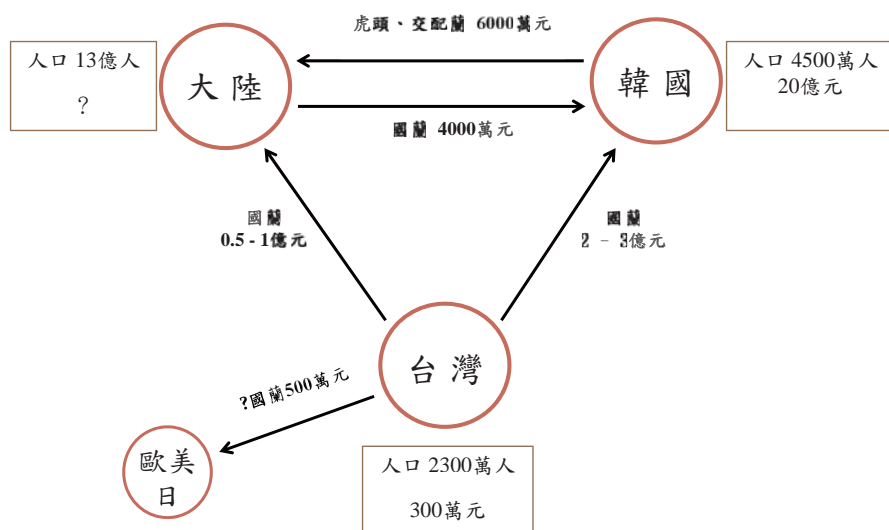 虎頭、交配蘭 6000萬元
人口 13億人
?
大陸
韓國
人口 4500萬人
20億元
國蘭 4000萬元
國蘭
0.5 - 1億元
國蘭
2 – 3億元
台灣
?國蘭500萬元
歐美
日
人口 2300萬人
300萬元